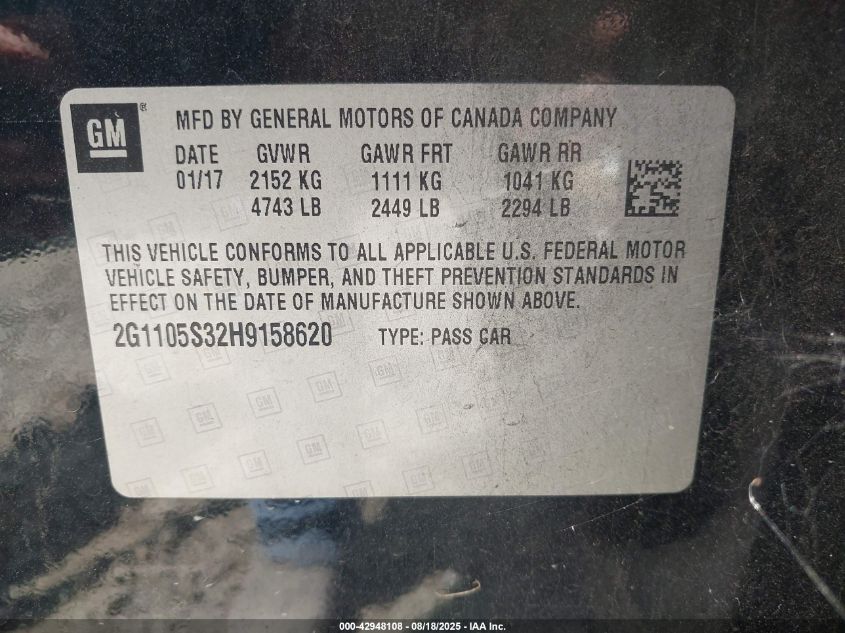 GM ® MFD BY GENERAL MOTORS OF CANADA COMPANY
DATE GVWR GAWR FRT GAWR RR
01/17 2152 KG 1111 KG 1041 KG
4743 LB 2449 LB 2294 LB
THIS VEHICLE CONFORMS TO ALL APPLICABLE U.S. FEDERAL MOTOR
VEHICLE SAFETY, BUMPER, AND THEFT PREVENTION STANDARDS IN
EFFECT ON THE DATE OF MANUFACTURE SHOWN ABOVE.
2G1105S32H9158620 TYPE: PASS CAR
000-42948108 - 08/18/2025 - IAA Inc.